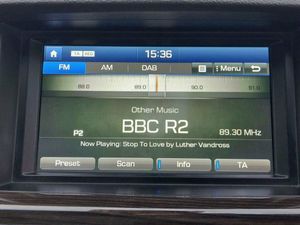 TA REG 15:36
FM AM DAB Menu
88.0 89.0 90.0 91.0
Other Music
BBC R2
P2 89.30 MHz
Now Playing: Stop To Love by Luther Vandross
Preset Scan Info TA